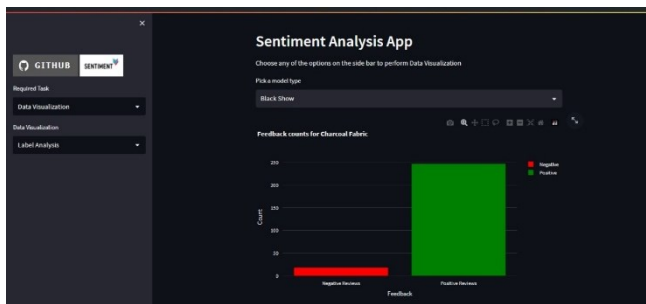 ×
GITHUB
SENTIMENT
Required Task
Data Visualization
Data Visualization
Label Analysis
Sentiment Analysis App
Choose any of the options on the side bar to perform Data Visualization
Pick a model type
Black Show
Feedback counts for Charcoal Fabric
250
200
150
100
50
0
Count
Negative Reviews
Positive Reviews
Feedback
Negative
Positive